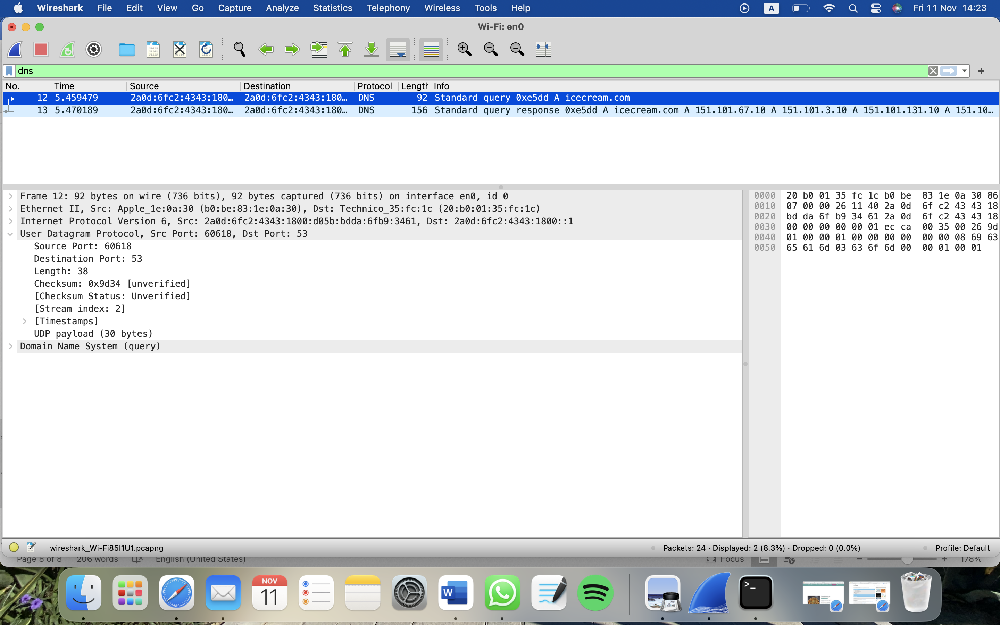 Wireshark File Edit View Go Capture Analyze Statistics Telephony Wireless Tools Help A Fri 11 Nov 14:23
Wi-Fi: en0
dns
No. Time Source Destination Protocol Length Info
12 5.459479 2a0d:6fc2:4343:180… 2a0d:6fc2:4343:180… DNS 92 Standard query 0xe5dd A icecream.com
13 5.470189 2a0d:6fc2:4343:180… 2a0d:6fc2:4343:180… DNS 156 Standard query response 0xe5dd A icecream.com A 151.101.67.10 A 151.101.3.10 A 151.101.131.10 A 151.10…
Frame 12: 92 bytes on wire (736 bits), 92 bytes captured (736 bits) on interface en0, id 0
Ethernet II, Src: Apple_1e:0a:30 (b0:be:83:1e:0a:30), Dst: Technico_35:fc:1c (20:b0:01:35:fc:1c)
Internet Protocol Version 6, Src: 2a0d:6fc2:4343:1800:d05b:bdda:6fb9:3461, Dst: 2a0d:6fc2:4343:1800::1
User Datagram Protocol, Src Port: 60618, Dst Port: 53
Source Port: 60618
Destination Port: 53
Length: 38
Checksum: 0x9d34 [unverified]
[Checksum Status: Unverified]
[Stream index: 2]
[Timestamps]
UDP payload (30 bytes)
Domain Name System (query)
0000 20 b0 01 35 fc 1c b0 be 83 1e 0a 30 86
0010 07 00 00 26 11 40 2a 0d 6f c2 43 43 18
0020 bd da 6f b9 34 61 2a 0d 6f c2 43 43 18
0030 00 00 00 00 00 01 ec ca 00 35 00 26 9d
0040 01 00 00 01 00 00 00 00 00 00 08 69 63
0050 65 61 6d 03 63 6f 6d 00 00 01 00 01
wireshark_Wi-Fi85I1U1.pcapng Packets: 24 · Displayed: 2 (8.3%) · Dropped: 0 (0.0%) Profile: Default
Page 8 of 8 206 words English (United States) Focus 178%
NOV
11
W
>_